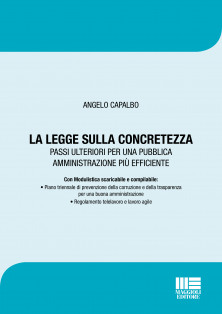 ANGELO CAPALBO
LA LEGGE SULLA CONCRETEZZA
PASSI ULTERIORI PER UNA PUBBLICA
AMMINISTRAZIONE PIÙ EFFICIENTE
Con Modulistica scaricabile e compilabile:
• Piano triennale di prevenzione della corruzione e della trasparenza
per una buona amministrazione
• Regolamento telelavoro e lavoro agile
MAGGIOLI
EDITORE